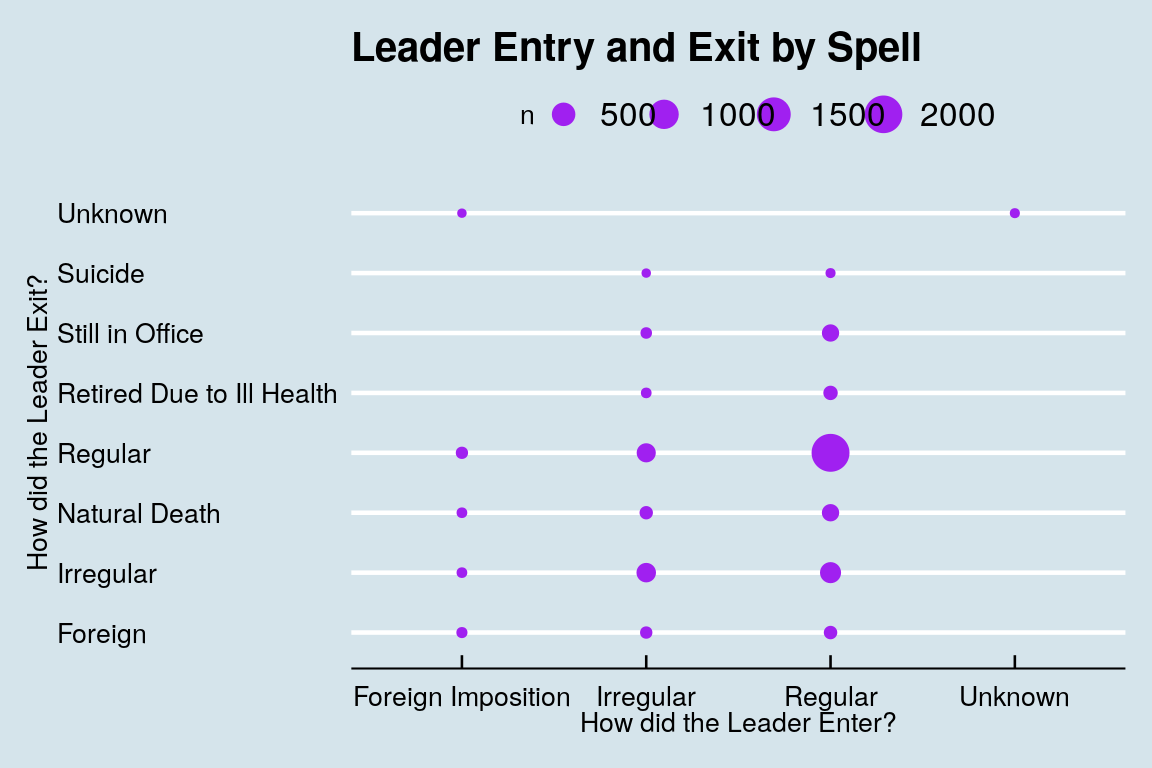 Leader Entry and Exit by Spell
n 500 1000 1500 2000
How did the Leader Exit?
Unknown
Suicide
Still in Office
Retired Due to Ill Health
Regular
Natural Death
Irregular
Foreign
Foreign Imposition Irregular Regular Unknown
How did the Leader Enter?